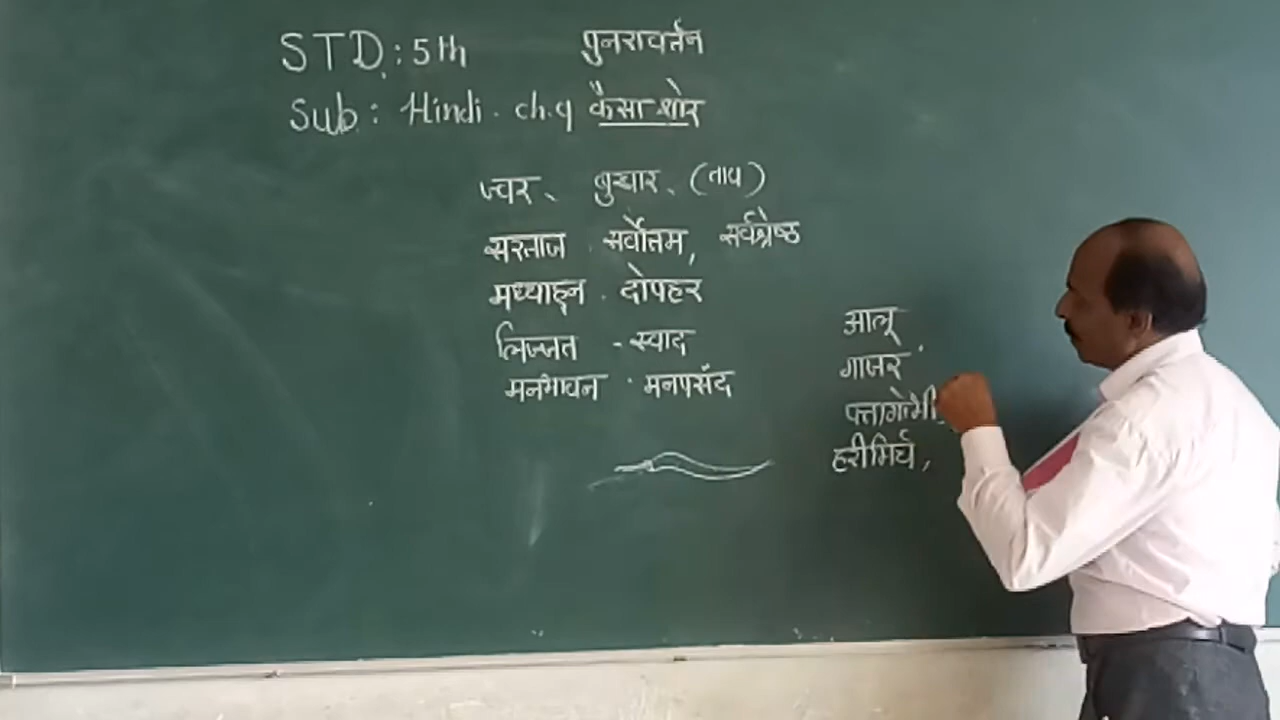 STD : 5th पुनरावर्तन
Sub : Hindi . ch.9 कैसा शोर
ज्वर、 बुखार、 (ताप)
सरताज . सर्वोतम, सर्वश्रेष्ठ
मध्याह्न . दोपहर
लिज्जत - स्वाद
मनभावन . मनपसंद
आलू
गाजर
पत्तागोभी
हरीमिर्च,